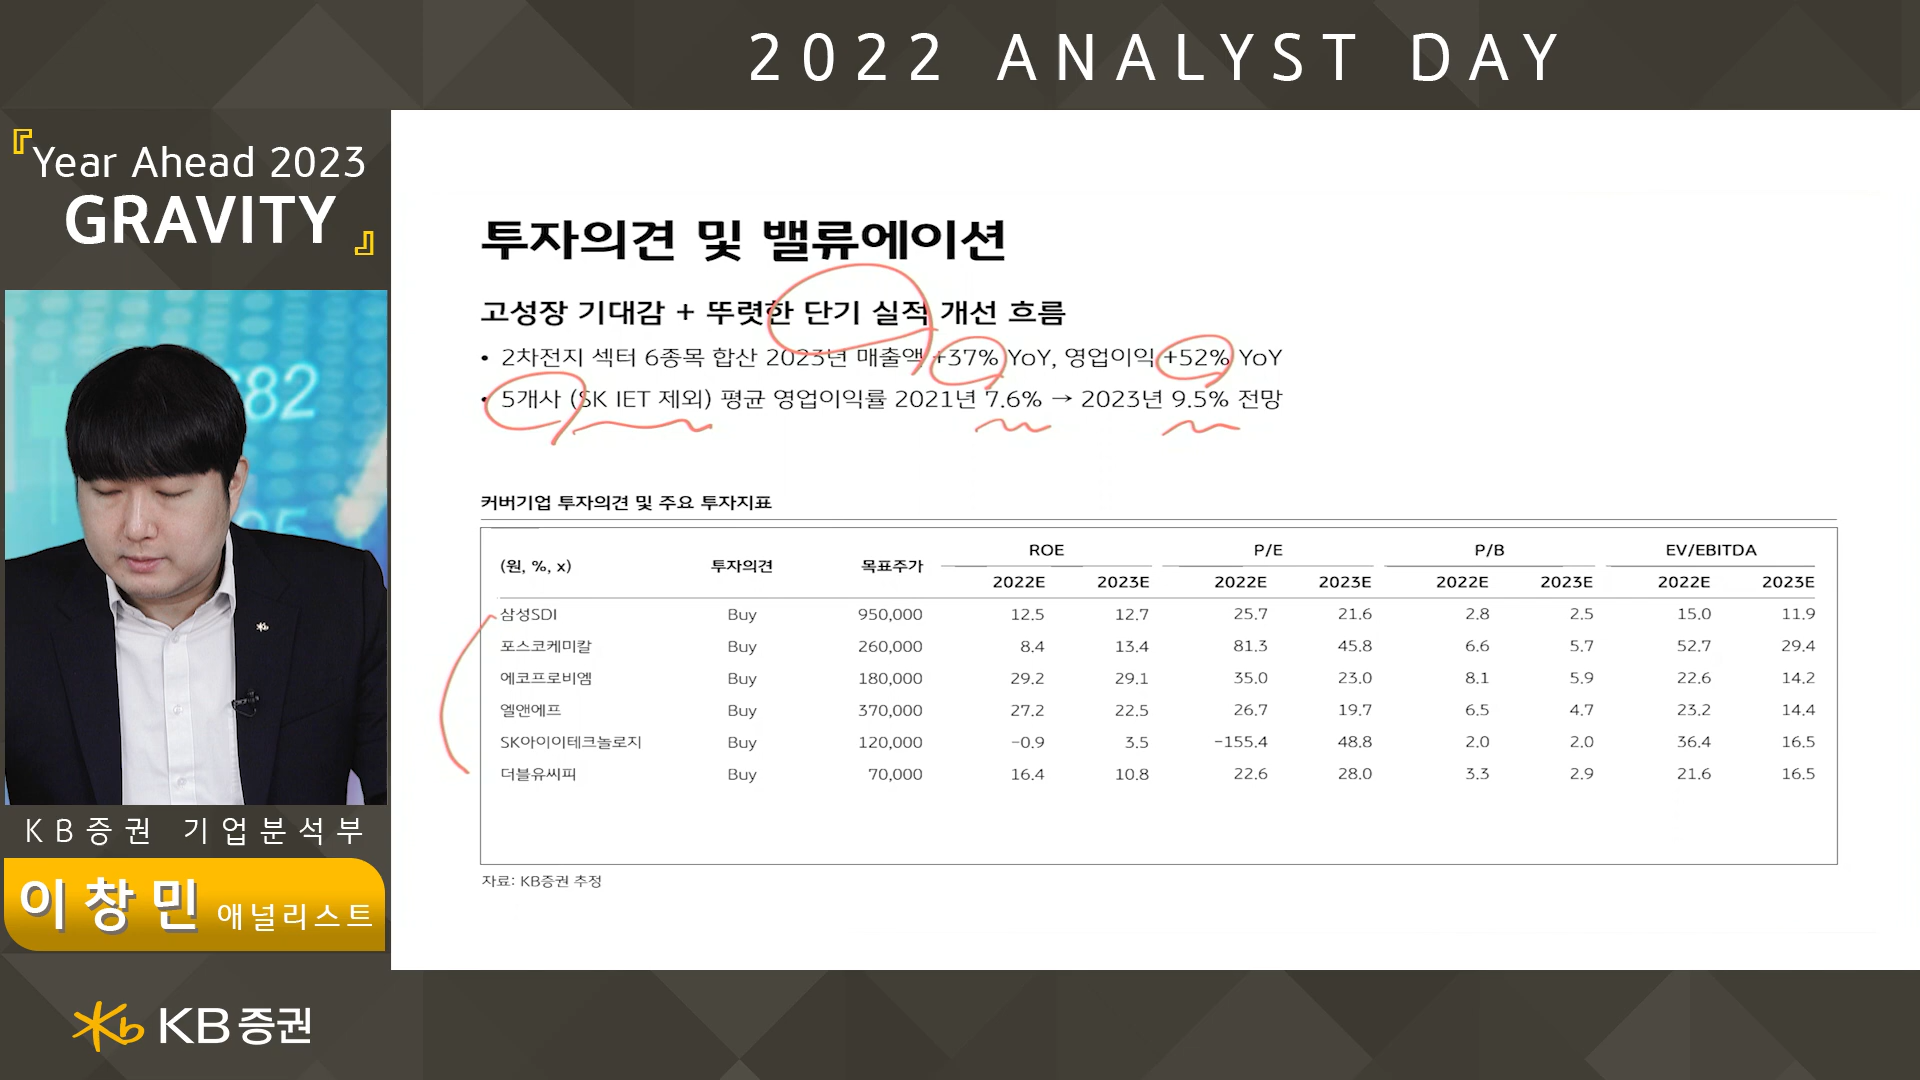 2022 ANALYST DAY
『Year Ahead 2023
GRAVITY』
투자의견 및 밸류에이션
고성장 기대감 + 뚜렷한 단기 실적 개선 흐름
• 2차전지 섹터 6종목 합산 2023년 매출액 +37% YoY, 영업이익 +52% YoY
• 5개사 (SK IET 제외) 평균 영업이익률 2021년 7.6% → 2023년 9.5% 전망
커버기업 투자의견 및 주요 투자지표
(원, %, x) 투자의견 목표주가 ROE P/E P/B EV/EBITDA
2022E 2023E 2022E 2023E 2022E 2023E 2022E 2023E
삼성SDI Buy 950,000 12.5 12.7 25.7 21.6 2.8 2.5 15.0 11.9
포스코케미칼 Buy 260,000 8.4 13.4 81.3 45.8 6.6 5.7 52.7 29.4
에코프로비엠 Buy 180,000 29.2 29.1 35.0 23.0 8.1 5.9 22.6 14.2
엘앤에프 Buy 370,000 27.2 22.5 26.7 19.7 6.5 4.7 23.2 14.4
SK아이이테크놀로지 Buy 120,000 -0.9 3.5 -155.4 48.8 2.0 2.0 36.4 16.5
더블유씨피 Buy 70,000 16.4 10.8 22.6 28.0 3.3 2.9 21.6 16.5
자료: KB증권 추정
82
KB증권 기업분석부
이창민 애널리스트
KB증권